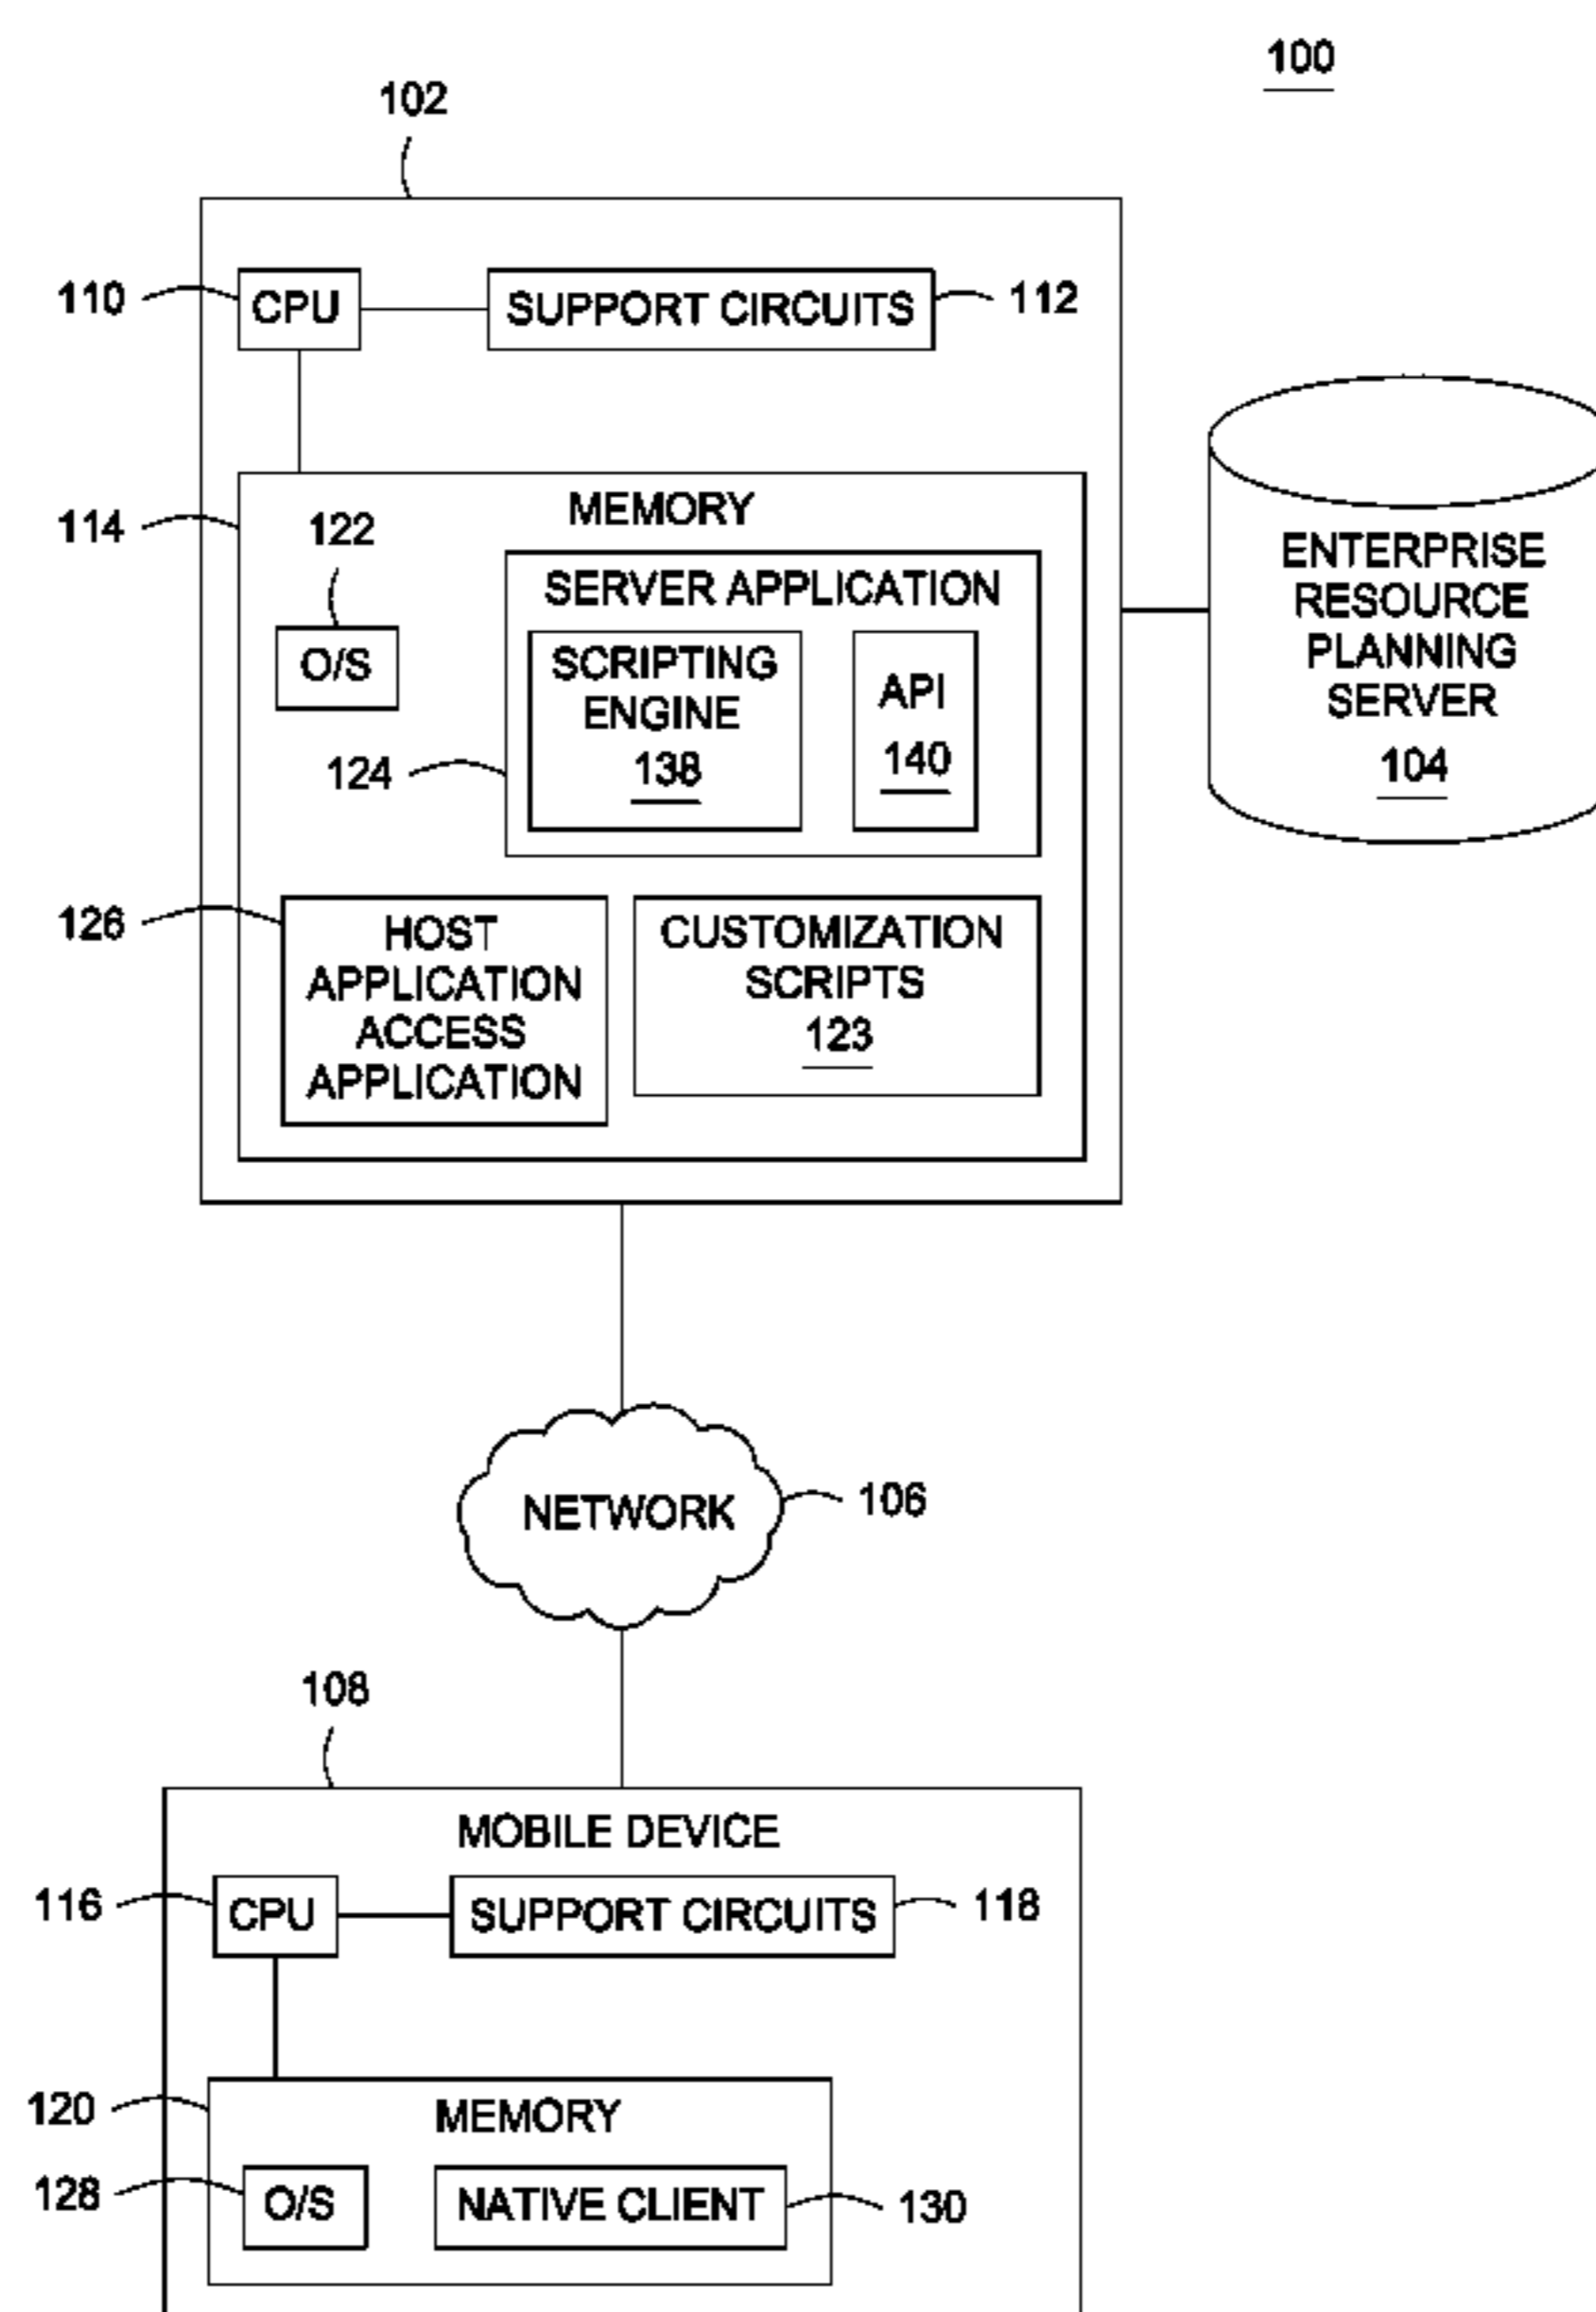 100
102
110
CPU
SUPPORT CIRCUITS
112
114
MEMORY
122
O/S
SERVER APPLICATION
SCRIPTING
ENGINE
138
API
140
124
ENTERPRISE
RESOURCE
PLANNING
SERVER
104
126
HOST
APPLICATION
ACCESS
APPLICATION
CUSTOMIZATION
SCRIPTS
123
NETWORK
106
108
MOBILE DEVICE
116
CPU
SUPPORT CIRCUITS
118
120
MEMORY
128
O/S
NATIVE CLIENT
130